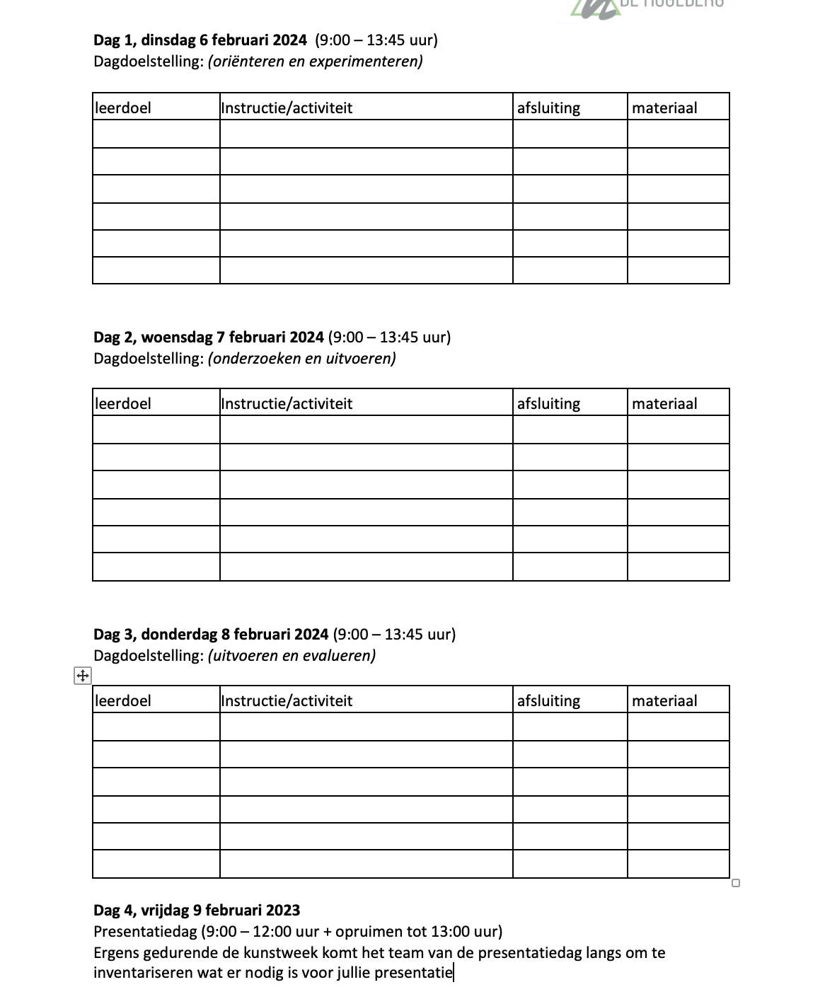 Dag 1, dinsdag 6 februari 2024  (9:00 – 13:45 uur)
Dagdoelstelling: (oriënteren en experimenteren)
leerdoel Instructie/activiteit afsluiting materiaal
Dag 2, woensdag 7 februari 2024 (9:00 – 13:45 uur)
Dagdoelstelling: (onderzoeken en uitvoeren)
leerdoel Instructie/activiteit afsluiting materiaal
Dag 3, donderdag 8 februari 2024 (9:00 – 13:45 uur)
Dagdoelstelling: (uitvoeren en evalueren)
leerdoel Instructie/activiteit afsluiting materiaal
Dag 4, vrijdag 9 februari 2023
Presentatiedag (9:00 – 12:00 uur + opruimen tot 13:00 uur)
Ergens gedurende de kunstweek komt het team van de presentatiedag langs om te
inventariseren wat er nodig is voor jullie presentatie